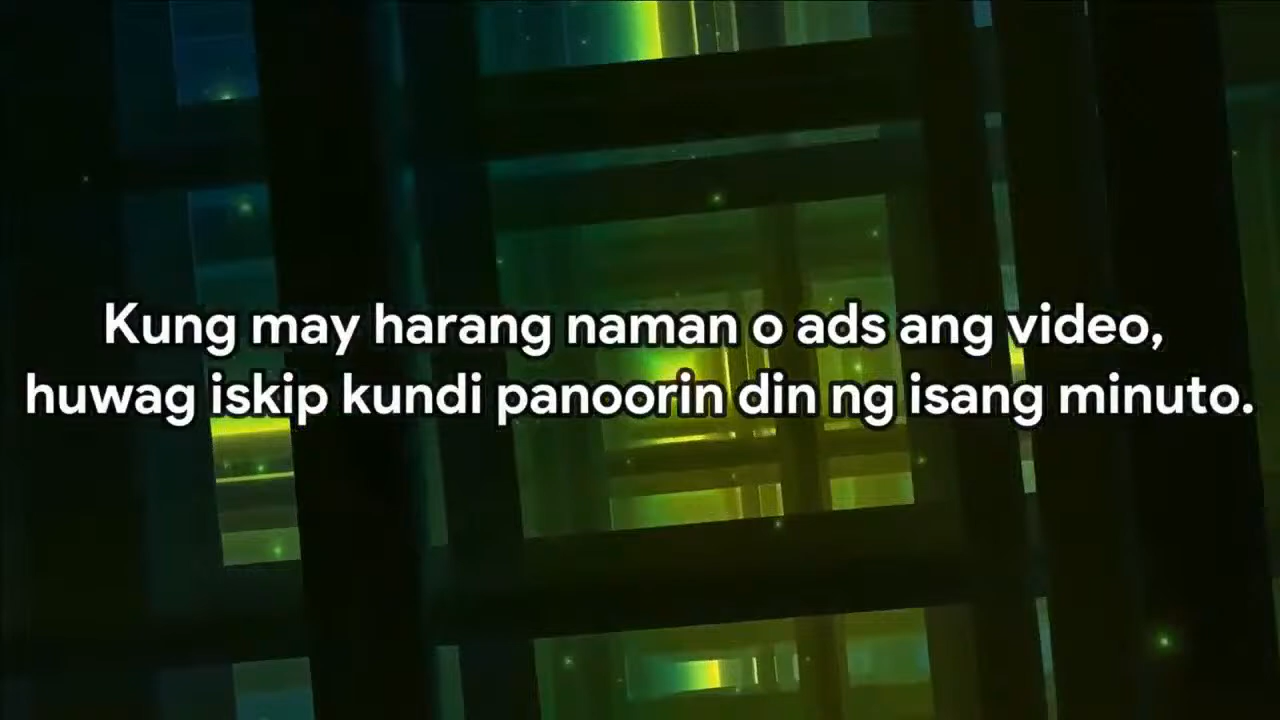 Kung may harang naman o ads ang video,
huwag iskip kundi panoorin din ng isang minuto.